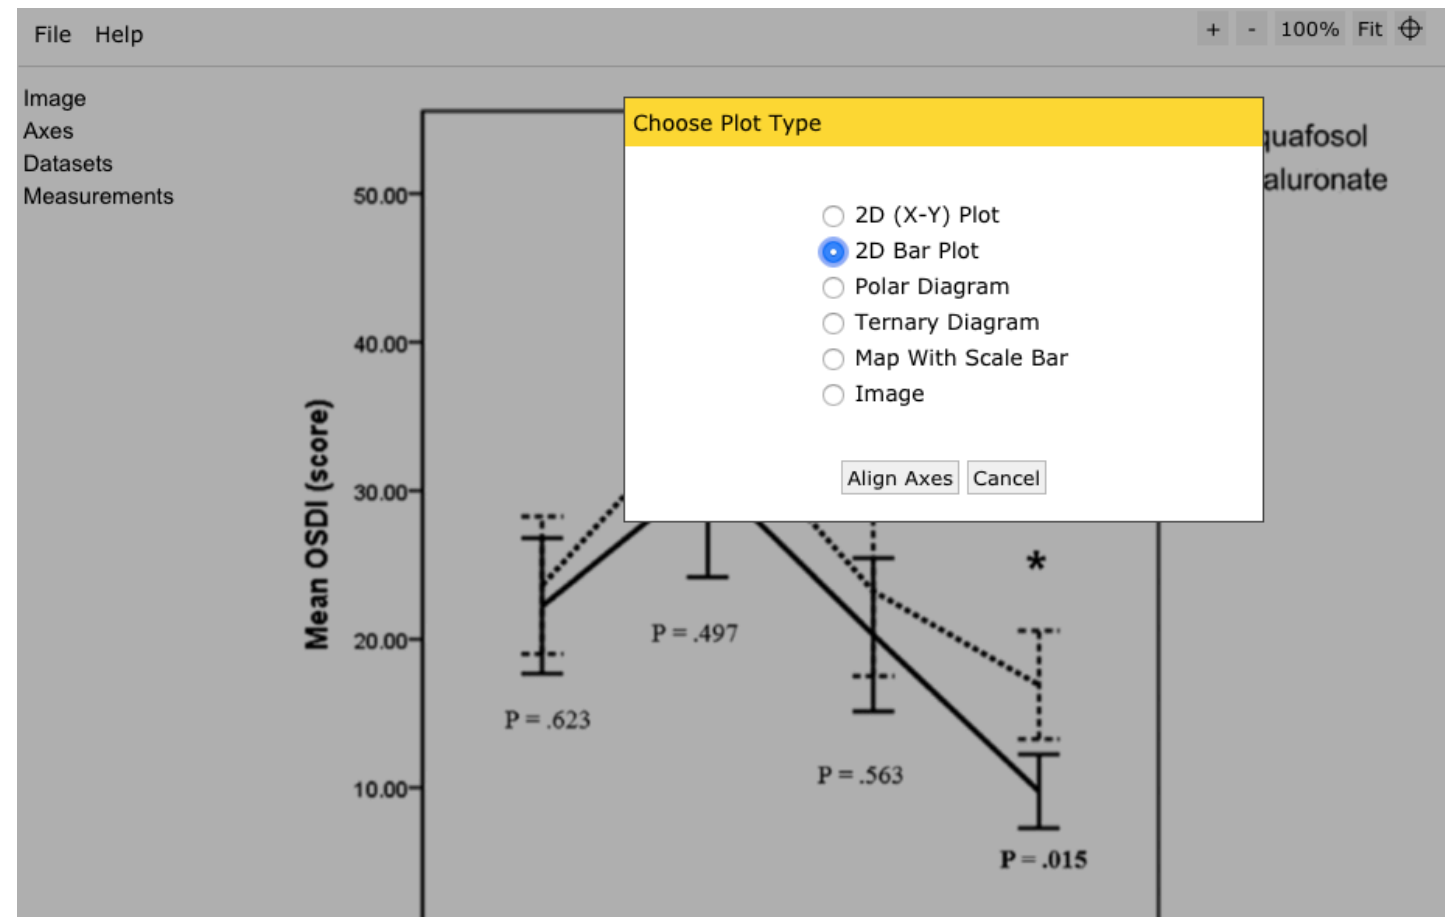 File Help
+ - 100% Fit
Image
Axes
Datasets
Measurements
Choose Plot Type
2D (X-Y) Plot
2D Bar Plot
Polar Diagram
Ternary Diagram
Map With Scale Bar
Image
Align Axes Cancel
quafosol
aluronate
Mean OSDI (score)
50.00
40.00
30.00
20.00
10.00
*
P = .497
P = .623
P = .563
P = .015